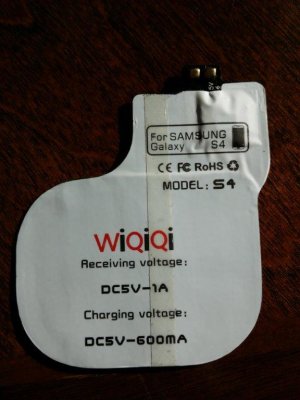 For SAMSUNG
Galaxy S4
CE FC RoHS
MODEL: S4
WiQiQi
Receiving voltage:
DC5V-1A
Charging voltage:
DC5V-600mA